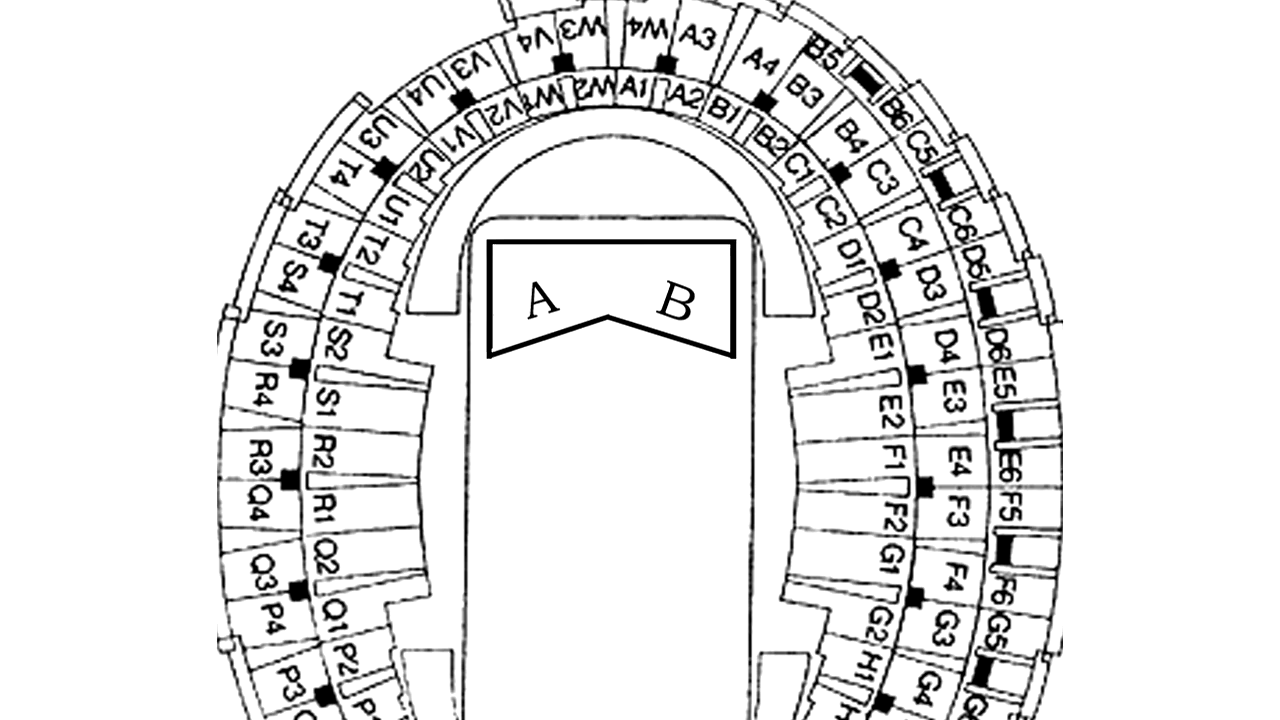 V4 W3 W4 A3
V3 A4 B5
U4 B3 B6
U3 V1 V2 W1 W2 A1 A2 B1 B2 B4 C5
T4 U2 C1 C3
U1 C2 C4 C6
T3 T2 D1 D3 D5
S4 T1 D2 D4 D6
A B
S3 S2 E1 E5
R4 S1 E2 E3
R3 R2 F1 E4 E6
Q4 R1 F2 F3 F5
Q3 Q2 G1 F4 F6
P4 Q1 G2 G3 G5
P3 P2 H1 G4